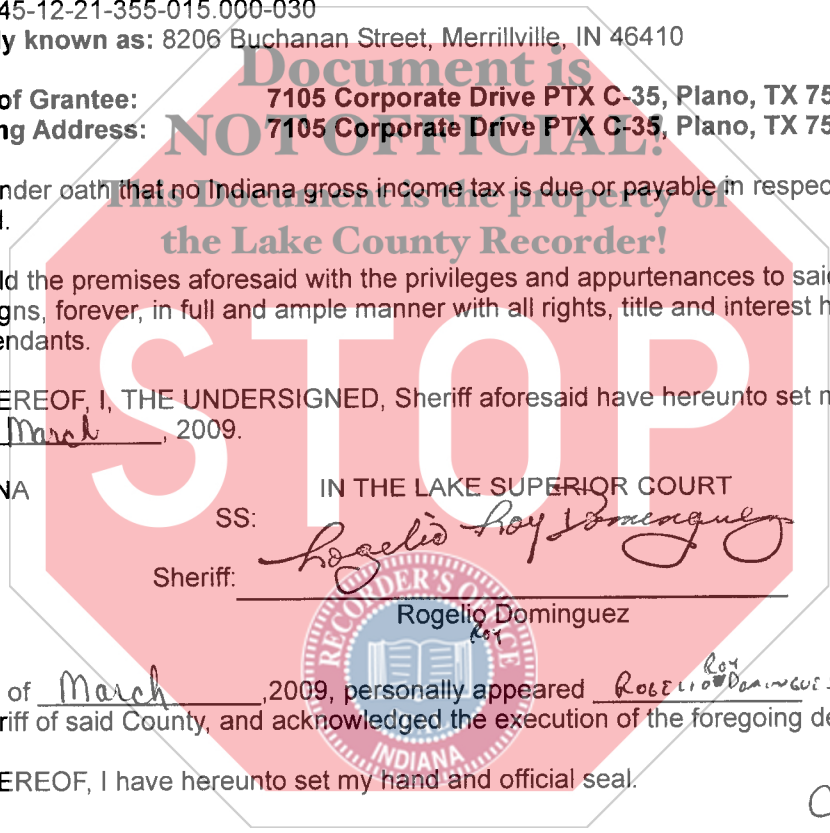 45-12-21-355-015.000-030
y known as: 8206 Buchanan Street, Merrillville, IN 46410
Document is
of Grantee: 7105 Corporate Drive PTX C-35, Plano, TX 75
ng Address: 7105 Corporate Drive PTX C-35, Plano, TX 75
NOT OFFICIAL!
nder oath that no Indiana gross income tax is due or payable in respec
This Document is the property of
l.
the Lake County Recorder!
ld the premises aforesaid with the privileges and appurtenances to said
gns, forever, in full and ample manner with all rights, title and interest h
endants.
STOP
EREOF, I, THE UNDERSIGNED, Sheriff aforesaid have hereunto set m
March, 2009.
NA IN THE LAKE SUPERIOR COURT
SS:
Rogelio Roy Dominguez
Sheriff:
RECORDER'S OFFICE
Rogelio Dominguez
Roy
of March ,2009, personally appeared Rogelio Roy Domingue
riff of said County, and acknowledged the execution of the foregoing de
INDIANA
EREOF, I have hereunto set my hand and official seal.